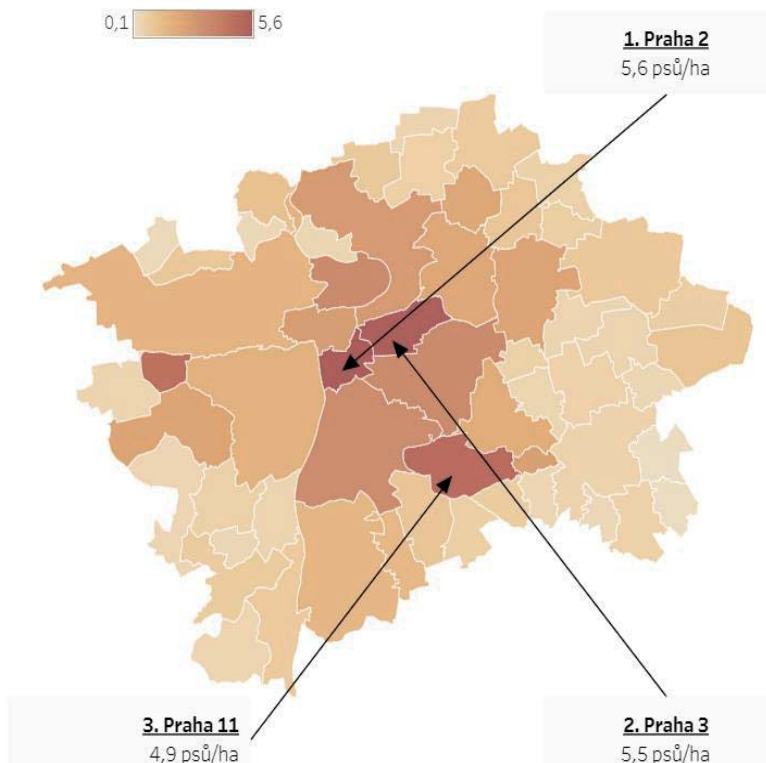 0,1
5,6
1. Praha 2
5,6 psů/ha
3. Praha 11
4,9 psů/ha
2. Praha 3
5,5 psů/ha